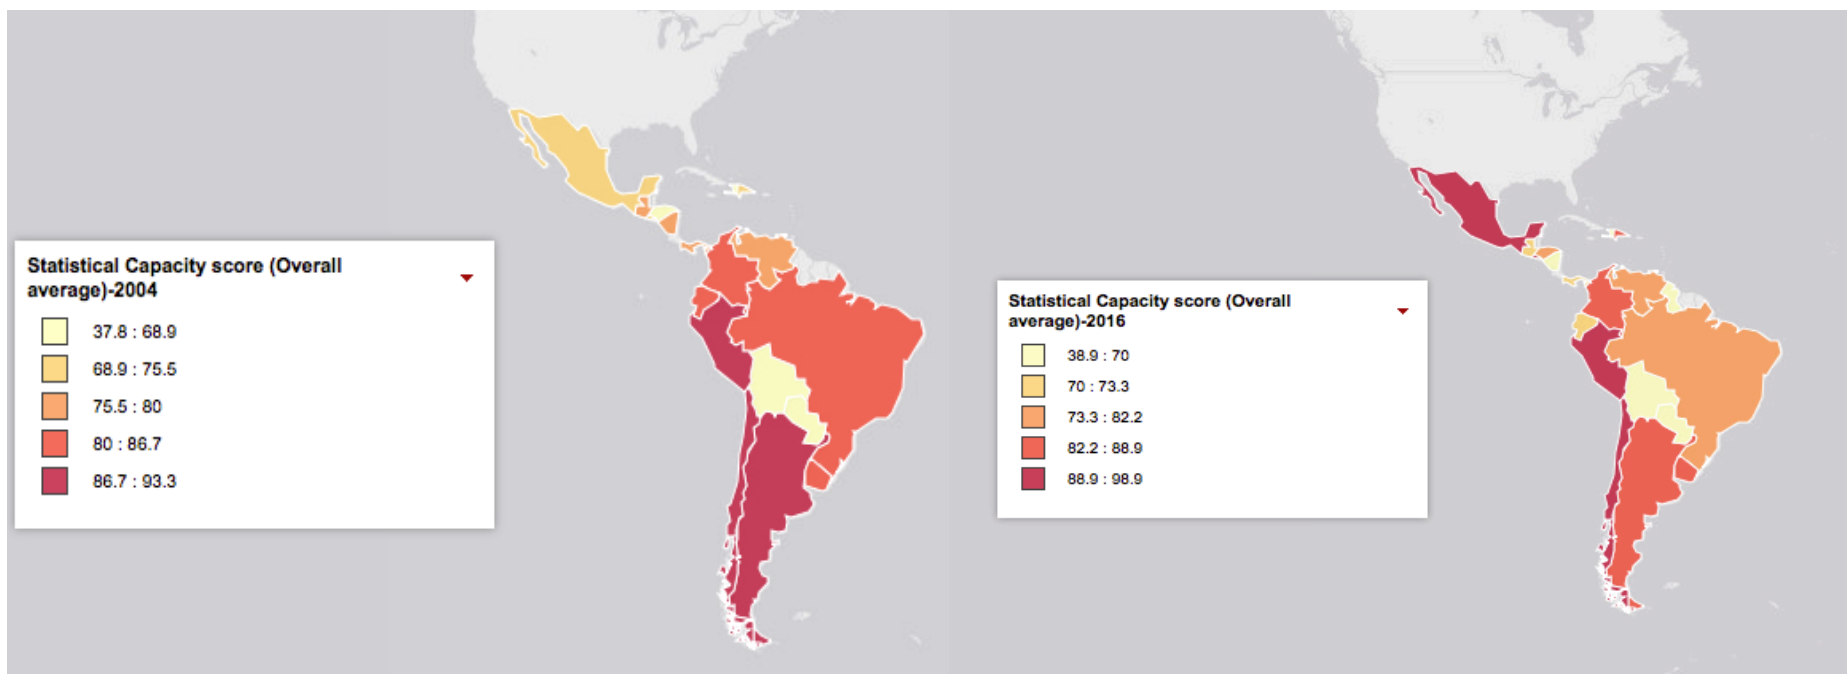 Statistical Capacity score (Overall
average)-2004
37.8 : 68.9
68.9 : 75.5
75.5 : 80
80 : 86.7
86.7 : 93.3
Statistical Capacity score (Overall
average)-2016
38.9 : 70
70 : 73.3
73.3 : 82.2
82.2 : 88.9
88.9 : 98.9